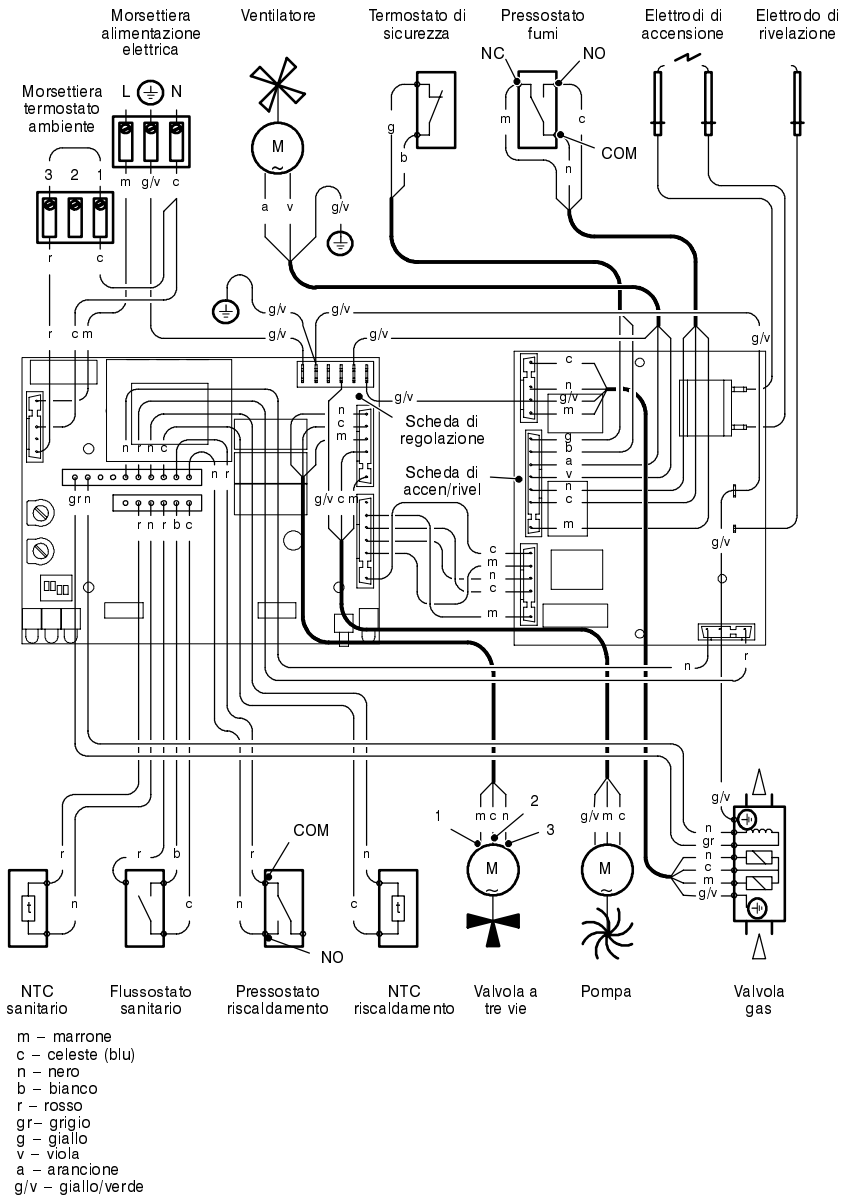 Morsettiera
alimentazione
elettrica
Ventilatore
Termostato di
sicurezza
Pressostato
fumi
Elettrodi di
accensione
Elettrodo di
rivelazione
NC
NO
Morsettiera
termostato
ambiente
L
N
M
~
g
m
c
b
COM
3
2
1
m
g/v
c
n
a
v
g/v
r
c
g/v
g/v
r
c
m
g/v
g/v
g/v
c
g/v
n
g/v
m
n
c
m
Scheda di
regolazione
g
b
a
v
n
c
m
n
r
n
c
n
r
Scheda di
accen/rivel
gr
n
g/v
c
m
r
n
r
b
c
g/v
c
m
n
c
m
n
r
g/v
1
2
3
m
c
n
g/v
m
c
n
gr
n
c
m
g/v
COM
r
r
b
r
n
M
~
M
~
t
t
n
c
n
c
NO
NTC
sanitario
Flussostato
sanitario
Pressostato
riscaldamento
NTC
riscaldamento
Valvola a
tre vie
Pompa
Valvola
gas
m – marrone
c – celeste (blu)
n – nero
b – bianco
r – rosso
gr– grigio
g – giallo
v – viola
a – arancione
g/v – giallo/verde